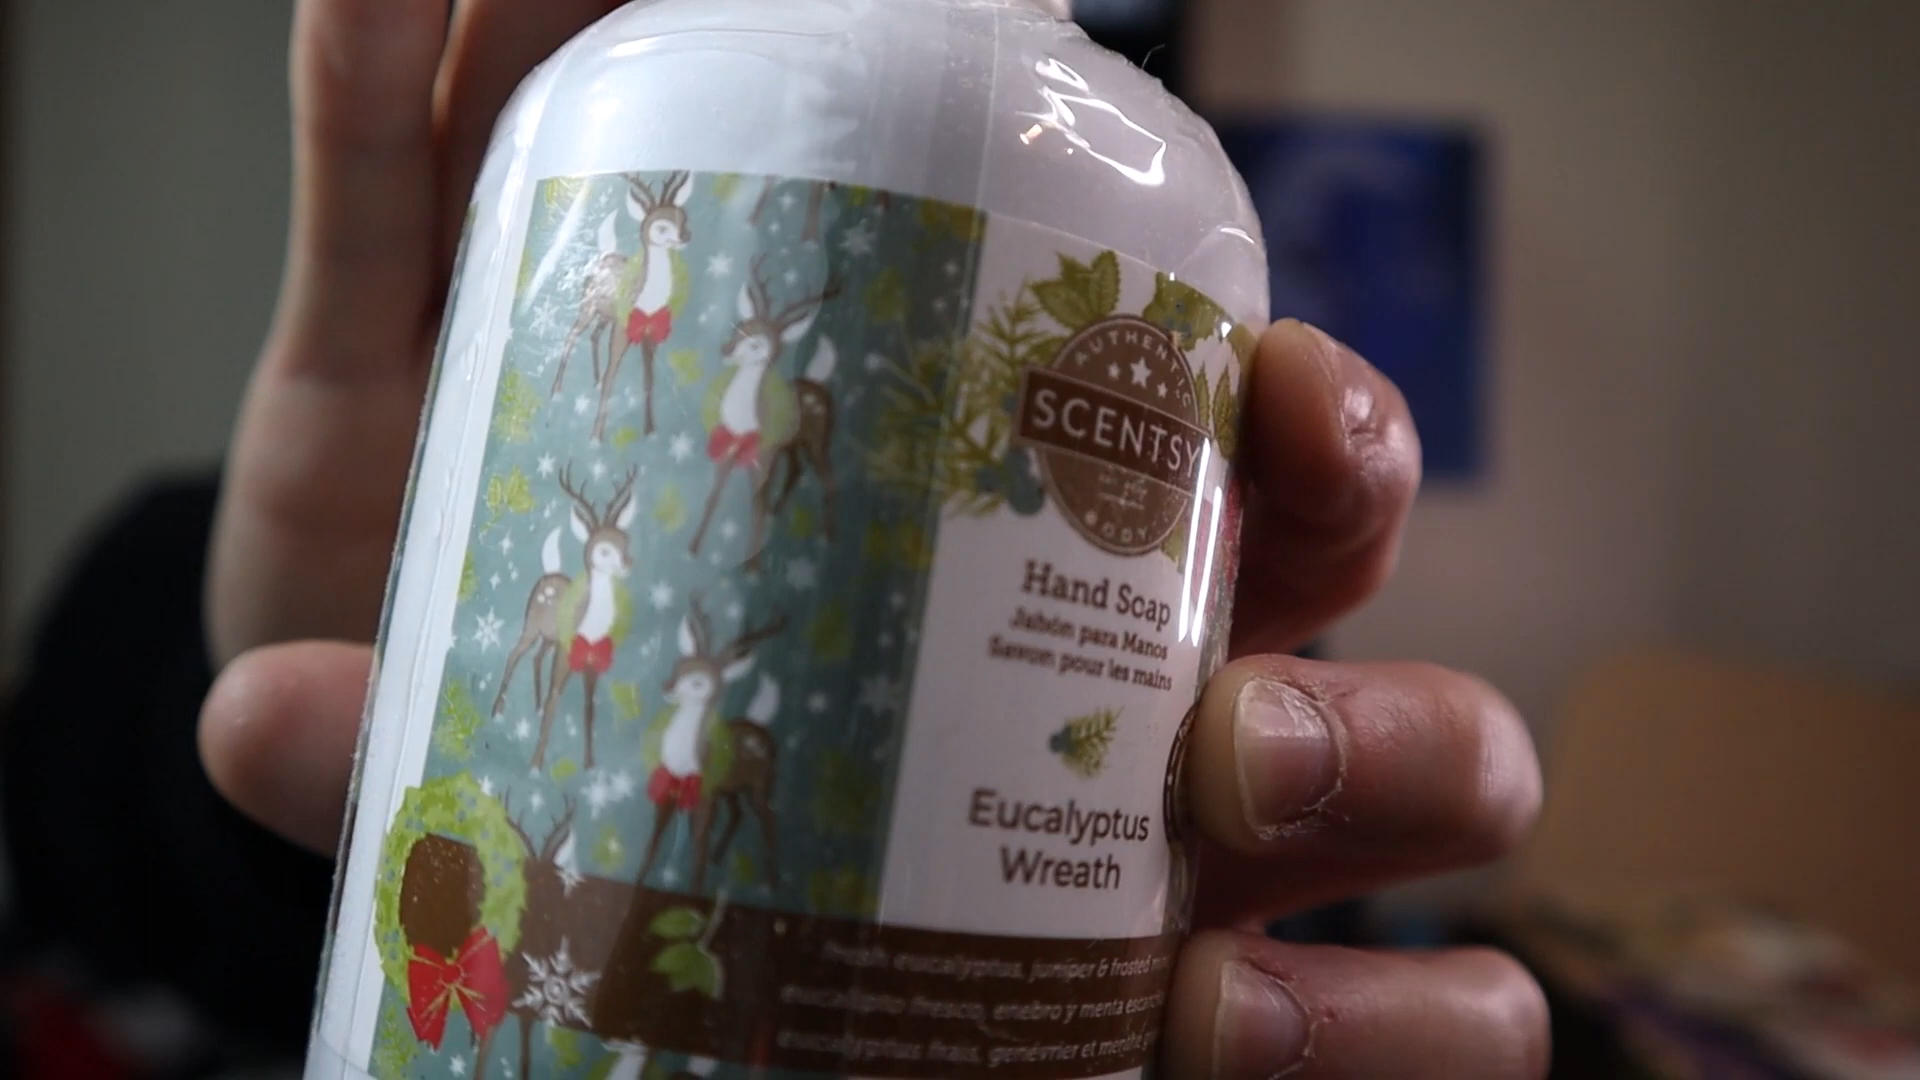 AUTHENTIC
SCENTSY
BODY
Hand Soap
Jabón para Manos
Savon pour les mains
Eucalyptus
Wreath
fresh eucalyptus, juniper & frosted
eucalipto fresco, enebro y menta
eucalyptus frais, genévrier et menthe